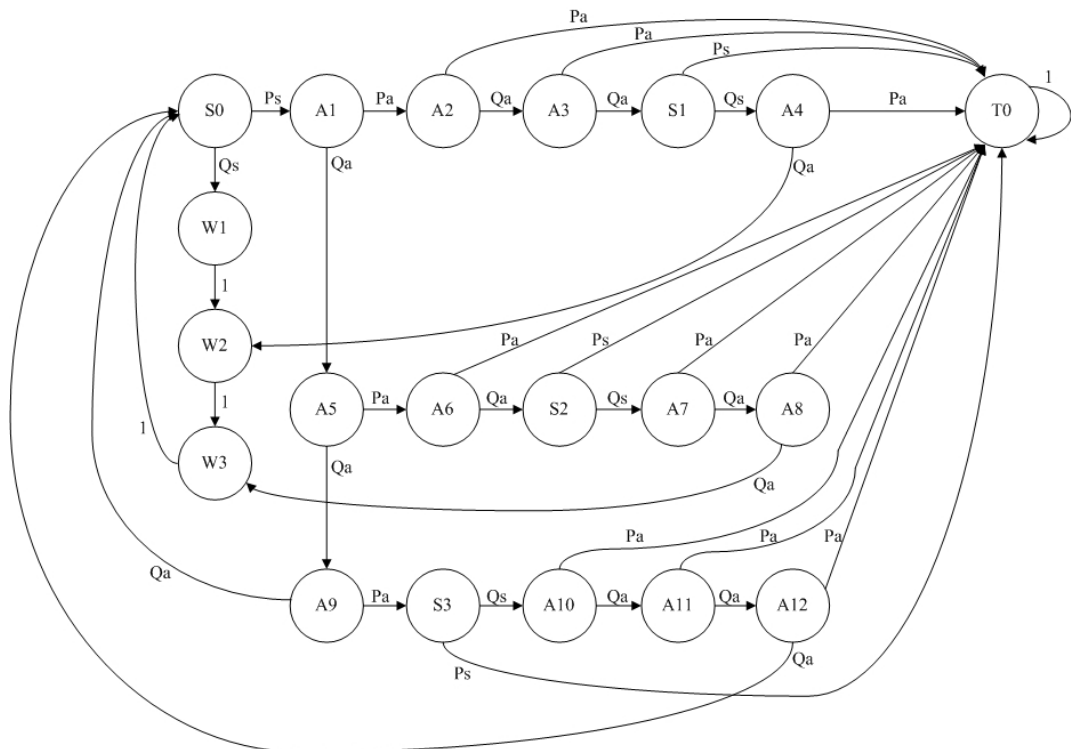 Pa
Pa
Ps
1
S0 Ps A1 Pa A2 Qa A3 Qa S1 Qs A4 Pa T0
Qs Qa Qa
W1
1
W2
1 Pa Ps Pa Pa
A5 Pa A6 Qa S2 Qs A7 Qa A8
1 W3
Qa Qa
Pa Pa Pa
Qa
A9 Pa S3 Qs A10 Qa A11 Qa A12
Ps Qa